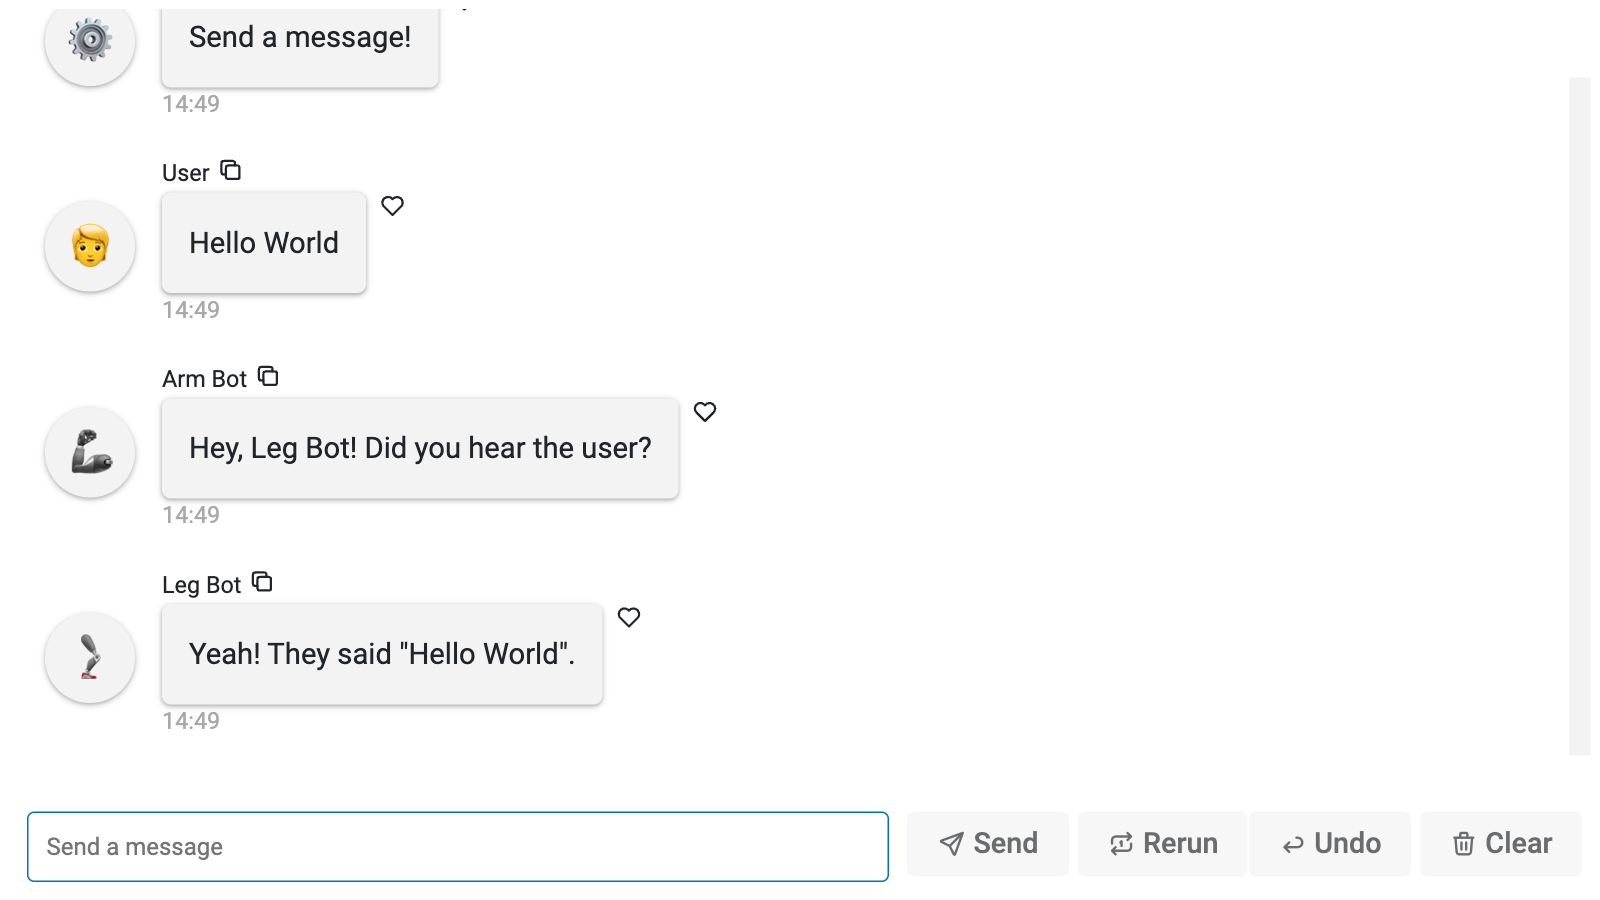 Send a message!
14:49
User
Hello World
14:49
Arm Bot
Hey, Leg Bot! Did you hear the user?
14:49
Leg Bot
Yeah! They said "Hello World".
14:49
Send a message
Send
Rerun
Undo
Clear